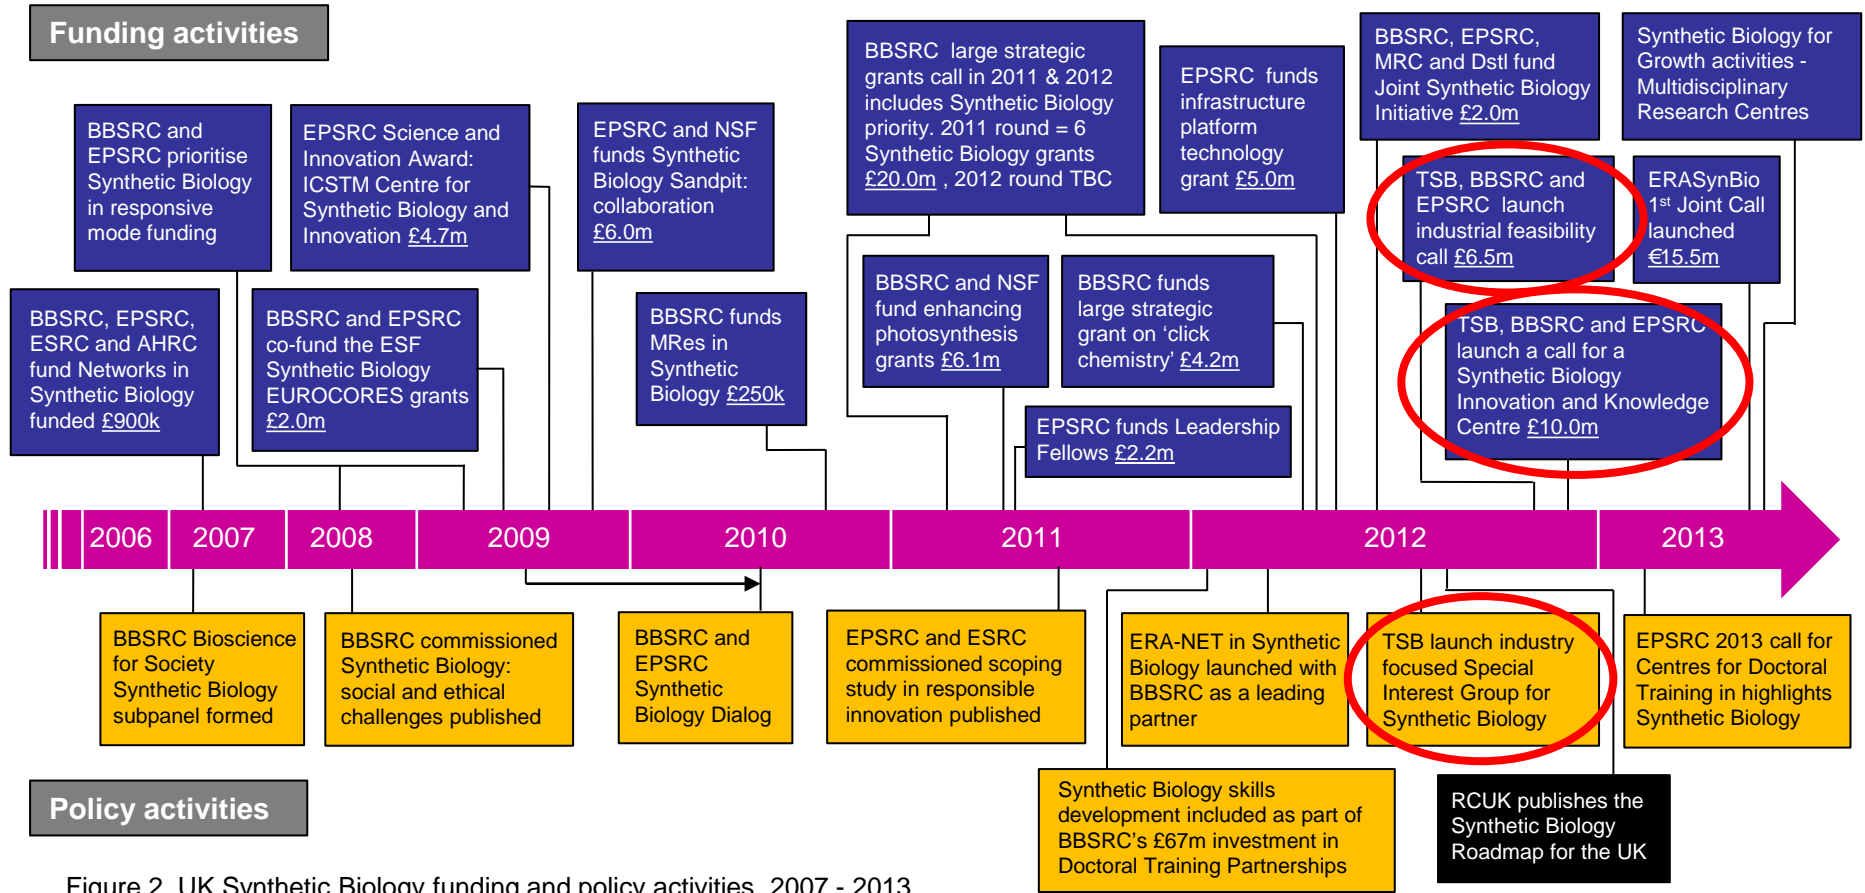 Funding activities
BBSRC and
EPSRC prioritise
Synthetic Biology
in responsive
mode funding
EPSRC Science and
Innovation Award:
ICSTM Centre for
Synthetic Biology and
Innovation £4.7m
EPSRC and NSF
funds Synthetic
Biology Sandpit:
collaboration
£6.0m
BBSRC large strategic
grants call in 2011 & 2012
includes Synthetic Biology
priority. 2011 round = 6
Synthetic Biology grants
£20.0m , 2012 round TBC
EPSRC funds
infrastructure
platform
technology
grant £5.0m
BBSRC, EPSRC,
MRC and Dstl fund
Joint Synthetic Biology
Initiative £2.0m
Synthetic Biology for
Growth activities -
Multidisciplinary
Research Centres
TSB, BBSRC and
EPSRC launch
industrial feasibility
call £6.5m
ERASynBio
1st Joint Call
launched
€15.5m
BBSRC, EPSRC,
ESRC and AHRC
fund Networks in
Synthetic Biology
funded £900k
BBSRC and EPSRC
co-fund the ESF
Synthetic Biology
EUROCORES grants
£2.0m
BBSRC funds
MRes in
Synthetic
Biology £250k
BBSRC and NSF
fund enhancing
photosynthesis
grants £6.1m
BBSRC funds
large strategic
grant on ‘click
chemistry’ £4.2m
TSB, BBSRC and EPSRC
launch a call for a
Synthetic Biology
Innovation and Knowledge
Centre £10.0m
EPSRC funds Leadership
Fellows £2.2m
2006 2007 2008 2009 2010 2011 2012 2013
BBSRC Bioscience
for Society
Synthetic Biology
subpanel formed
BBSRC commissioned
Synthetic Biology:
social and ethical
challenges published
BBSRC and
EPSRC
Synthetic
Biology Dialog
EPSRC and ESRC
commissioned scoping
study in responsible
innovation published
ERA-NET in Synthetic
Biology launched with
BBSRC as a leading
partner
TSB launch industry
focused Special
Interest Group for
Synthetic Biology
EPSRC 2013 call for
Centres for Doctoral
Training in highlights
Synthetic Biology
Policy activities
Synthetic Biology skills
development included as part of
BBSRC’s £67m investment in
Doctoral Training Partnerships
RCUK publishes the
Synthetic Biology
Roadmap for the UK
Figure 2. UK Synthetic Biology funding and policy activities, 2007 - 2013